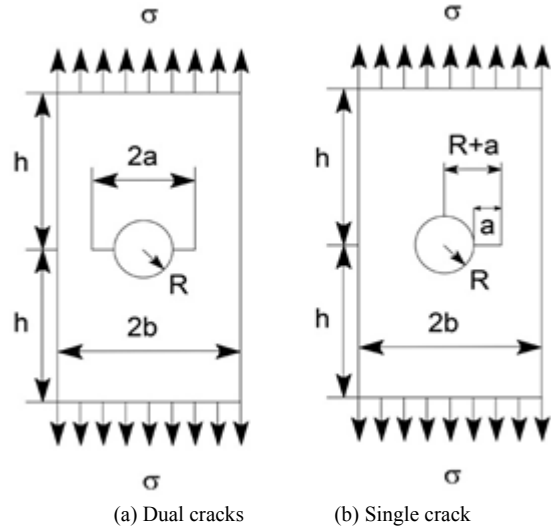 σ
σ
h
2a
R
h
2b
σ
h
R+a
a
R
h
2b
σ
(a) Dual cracks
(b) Single crack